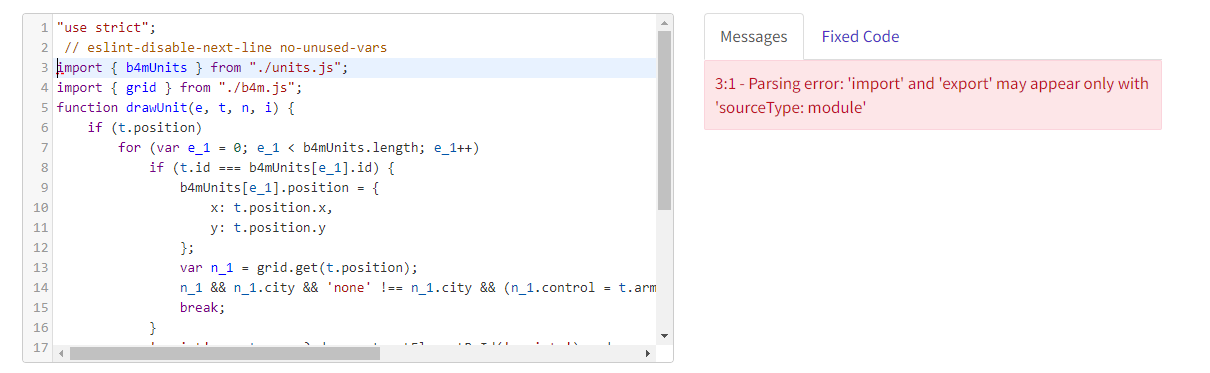 1 "use strict";
2 // eslint-disable-next-line no-unused-vars
3 import { b4mUnits } from "./units.js";
4 import { grid } from "./b4m.js";
5 function drawUnit(e, t, n, i) {
6 if (t.position)
7 for (var e_1 = 0; e_1 < b4mUnits.length; e_1++)
8 if (t.id === b4mUnits[e_1].id) {
9 b4mUnits[e_1].position = {
10 x: t.position.x,
11 y: t.position.y
12 };
13 var n_1 = grid.get(t.position);
14 n_1 && n_1.city && 'none' !== n_1.city && (n_1.control = t.arm
15 break;
16 }
17
Messages Fixed Code
3:1 - Parsing error: 'import' and 'export' may appear only with
'sourceType: module'